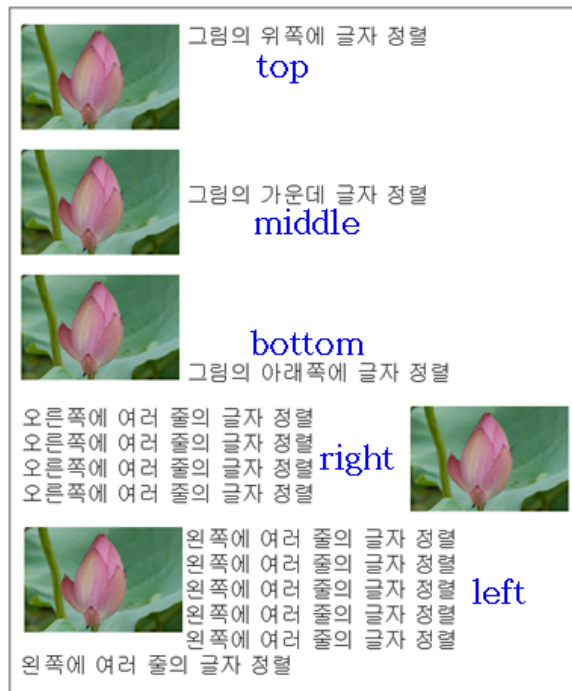 그림의 위쪽에 글자 정렬
top
그림의 가운데 글자 정렬
middle
bottom
그림의 아래쪽에 글자 정렬
오른쪽에 여러 줄의 글자 정렬
오른쪽에 여러 줄의 글자 정렬
오른쪽에 여러 줄의 글자 정렬
오른쪽에 여러 줄의 글자 정렬
right
왼쪽에 여러 줄의 글자 정렬
왼쪽에 여러 줄의 글자 정렬
왼쪽에 여러 줄의 글자 정렬
왼쪽에 여러 줄의 글자 정렬
왼쪽에 여러 줄의 글자 정렬
left
왼쪽에 여러 줄의 글자 정렬